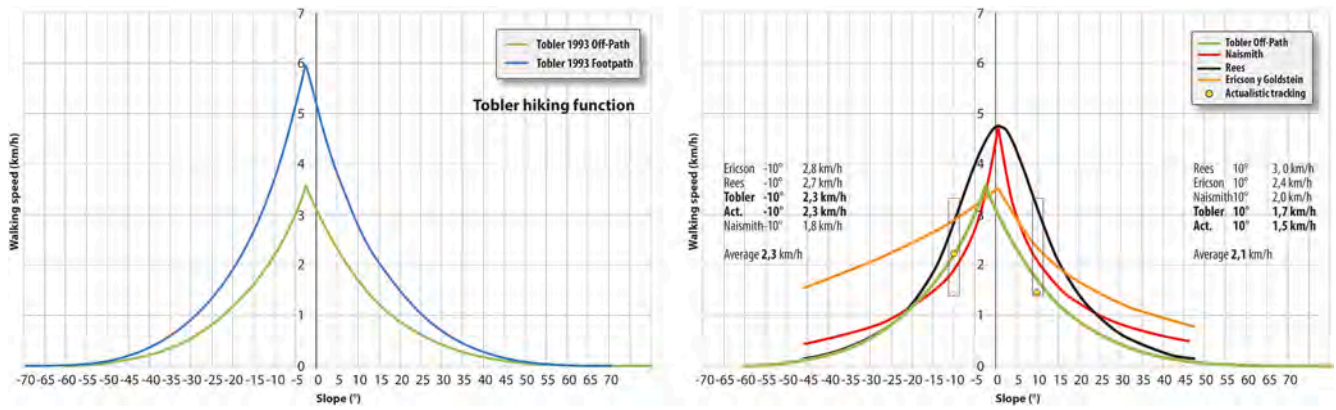 7
6
5
4
3
2
1
0
Walking speed (km/h)
Tobler 1993 Off-Path
Tobler 1993 Footpath
Tobler hiking function
-70 -65 -60 -55 -45 -35 -30 -25 -20 -15 -10 -5 0 5 10 15 20 25 30 35 40 45 50 55 60 65 70
Slope (°)
7
6
5
4
3
2
1
0
Walking speed (km/h)
Tobler Off-Path
Naismith
Rees
Ericson y Goldstein
Actualistic tracking
Ericson -10° 2,8 km/h
Rees -10° 2,7 km/h
Tobler -10° 2,3 km/h
Act. -10° 2,3 km/h
Naismith-10° 1,8 km/h
Average 2,3 km/h
Rees 10° 3,0 km/h
Ericson 10° 2,4 km/h
Naismith10° 2,0 km/h
Tobler 10° 1,7 km/h
Act. 10° 1,5 km/h
Average 2,1 km/h
-70 -65 -60 -55 -50 -45 -35 -30 -25 -20 -15 -10 -5 0 5 10 15 20 25 30 35 40 45 47 50 55 60 65 70
Slope (°)